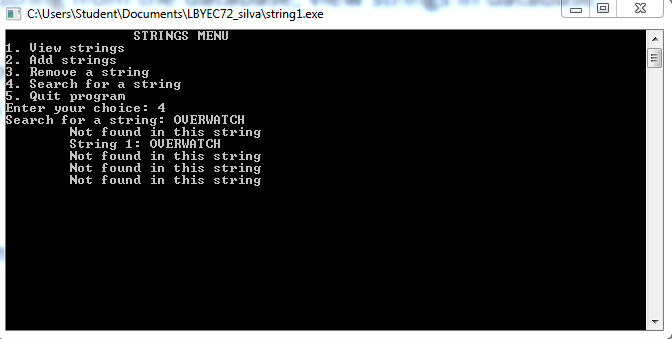 C:\Users\Student\Documents\LBYEC72_silva\string1.exe
STRINGS MENU
1. View strings
2. Add strings
3. Remove a string
4. Search for a string
5. Quit program
Enter your choice: 4
Search for a string: OVERWATCH
Not found in this string
String 1: OVERWATCH
Not found in this string
Not found in this string
Not found in this string